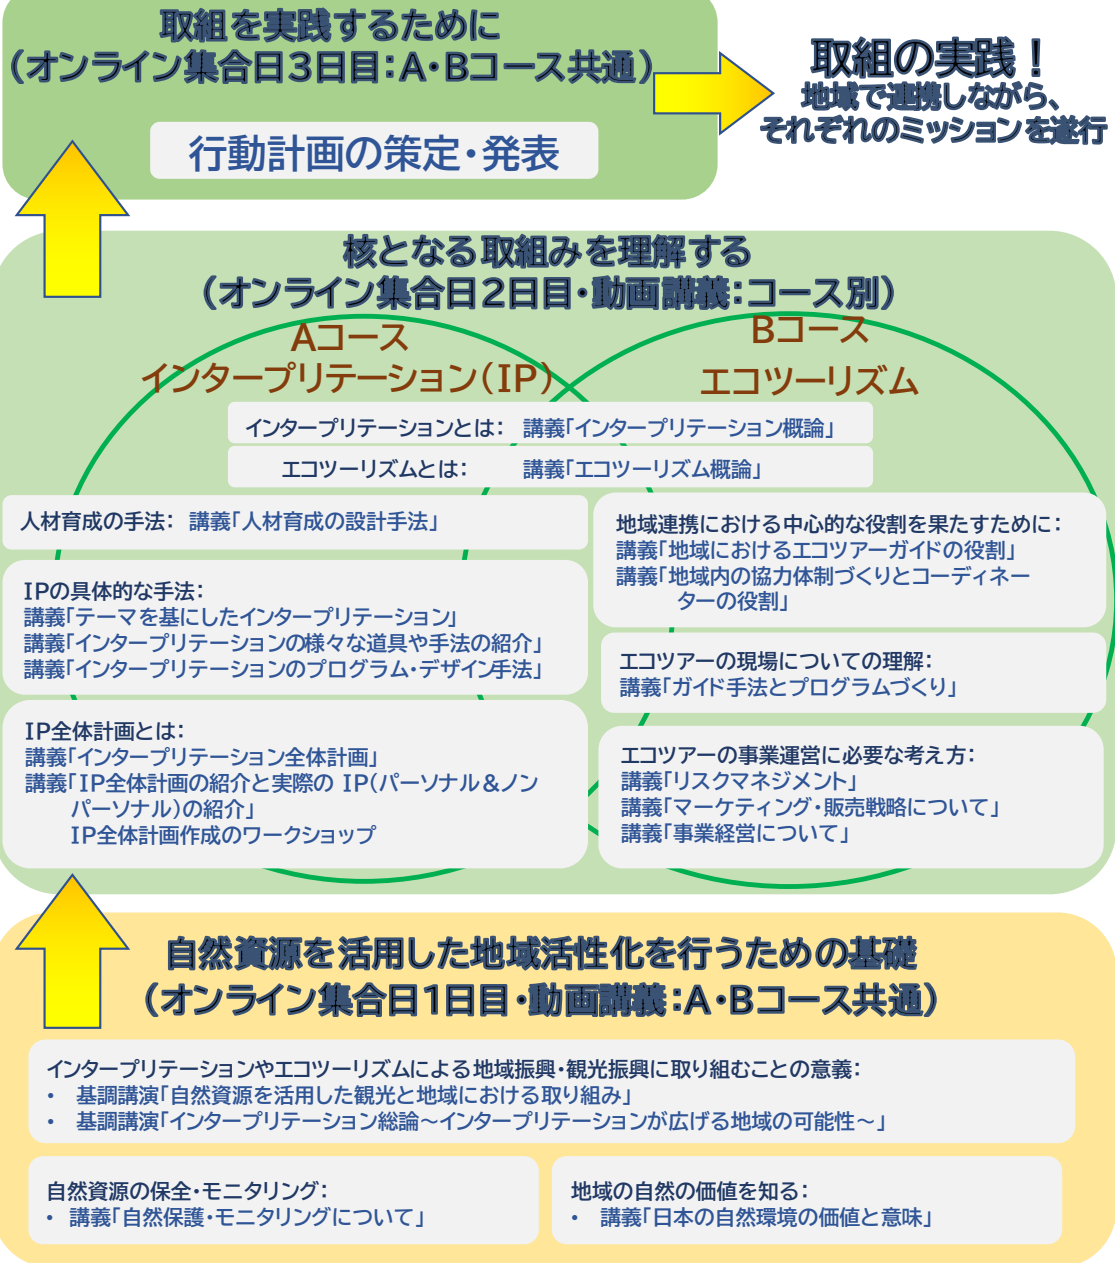 取組を実践するために
（オンライン集合日３日目：Ａ・Ｂコース共通）
行動計画の策定・発表
取組の実践！
地域で連携しながら、
それぞれのミッションを遂行
核となる取組みを理解する
（オンライン集合日２日目・動画講義：コース別）
Aコース
インタープリテーション（IP）
Bコース
エコツーリズム
インタープリテーションとは：　講義「インタープリテーション概論」
エコツーリズムとは：　講義「エコツーリズム概論」
人材育成の手法：　講義「人材育成の設計手法」
IPの具体的な手法：
講義「テーマを基にしたインタープリテーション」
講義「インタープリテーションの様々な道具や手法の紹介」
講義「インタープリテーションのプログラム・デザイン手法」
IP全体計画とは：
講義「インタープリテーション全体計画」
講義「IP全体計画の紹介と実際の IP（パーソナル＆ノン
パーソナル）の紹介」
IP全体計画作成のワークショップ
地域連携における中心的な役割を果たすために：
講義「地域におけるエコツアーガイドの役割」
講義「地域内の協力体制づくりとコーディネー
ターの役割」
エコツアーの現場についての理解：
講義「ガイド手法とプログラムづくり」
エコツアーの事業運営に必要な考え方：
講義「リスクマネジメント」
講義「マーケティング・販売戦略について」
講義「事業経営について」
自然資源を活用した地域活性化を行うための基礎
（オンライン集合日１日目・動画講義：A・Bコース共通）
インタープリテーションやエコツーリズムによる地域振興・観光振興に取り組むことの意義：
・ 基調講演「自然資源を活用した観光と地域における取り組み」
・ 基調講演「インタープリテーション総論～インタープリテーションが広げる地域の可能性～」
自然資源の保全・モニタリング：
・ 講義「自然保護・モニタリングについて」
地域の自然の価値を知る：
・ 講義「日本の自然環境の価値と意味」